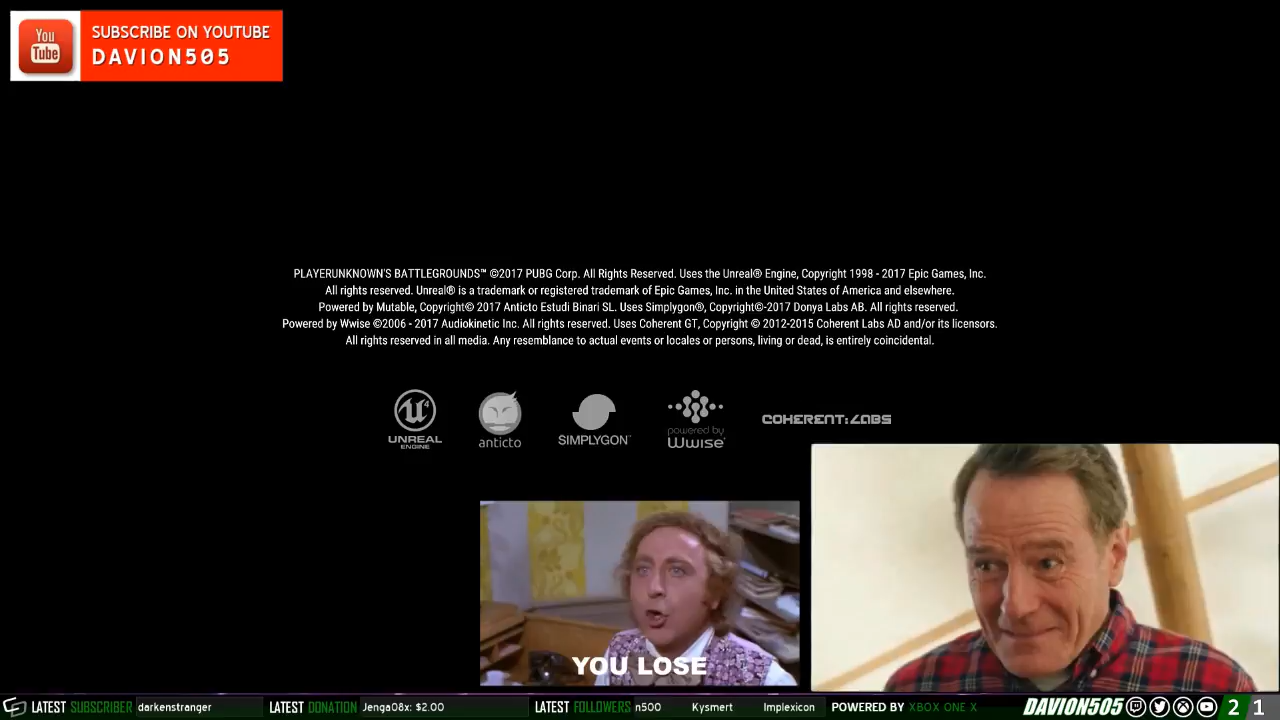 You
Tube
SUBSCRIBE ON YOUTUBE
DAVION505
PLAYERUNKNOWN'S BATTLEGROUNDS™ ©2017 PUBG Corp. All Rights Reserved. Uses the Unreal® Engine, Copyright 1998 - 2017 Epic Games, Inc.
All rights reserved. Unreal® is a trademark or registered trademark of Epic Games, Inc. in the United States of America and elsewhere.
Powered by Mutable, Copyright© 2017 Anticto Estudi Binari SL. Uses Simplygon®, Copyright©-2017 Donya Labs AB. All rights reserved.
Powered by Wwise ©2006 - 2017 Audiokinetic Inc. All rights reserved. Uses Coherent GT, Copyright © 2012-2015 Coherent Labs AD and/or its licensors.
All rights reserved in all media. Any resemblance to actual events or locales or persons, living or dead, is entirely coincidental.
UNREAL
ENGINE
anticto
SIMPLYGON
powered by
Wwise
COHERENT:LABS
YOU LOSE
LATEST SUBSCRIBER darkenstranger LATEST DONATION Jenga08x: $2.00 LATEST FOLLOWERS n500 Kysmert Implexicon POWERED BY XBOX ONE X DAVION505 2 1